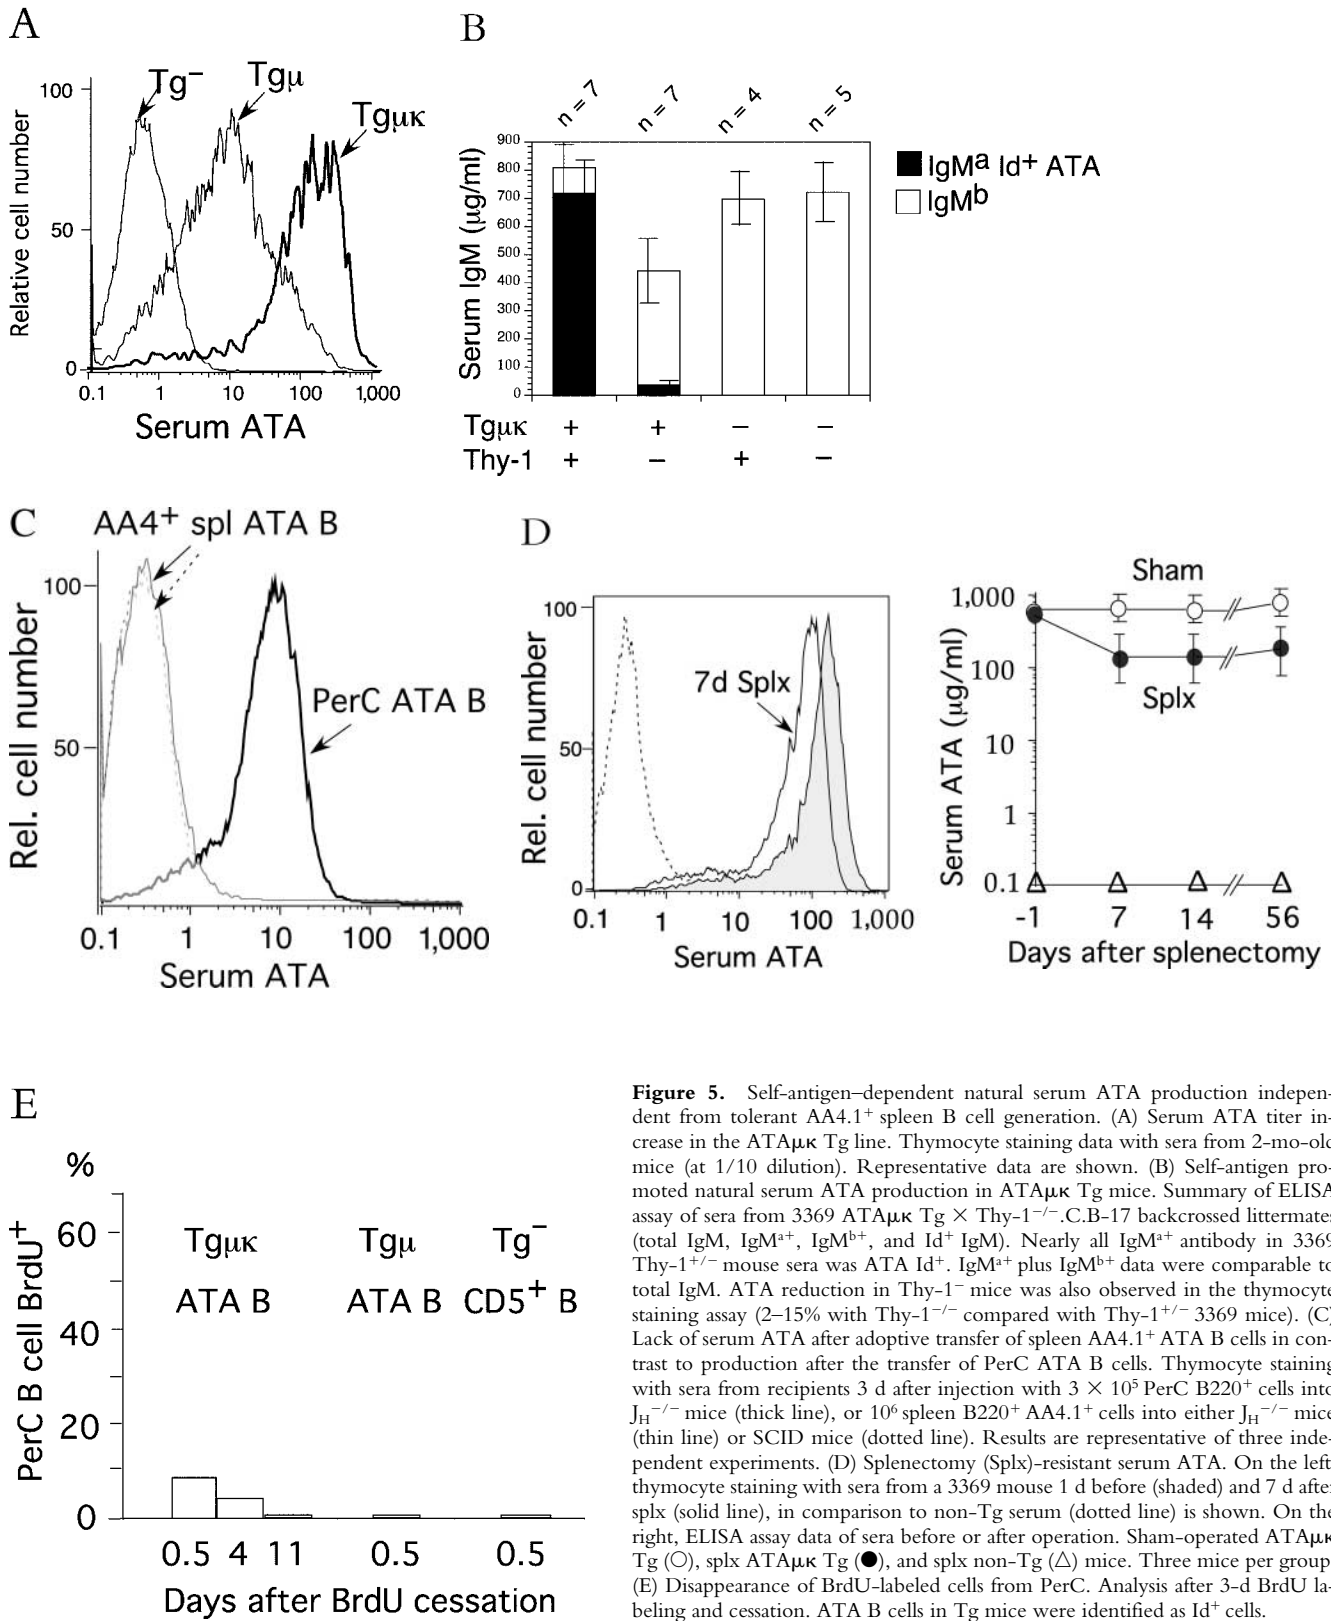 A
Tg⁻
Tgμ
Tgμκ
100
50
0
Relative cell number
0.1 1 10 100 1,000
Serum ATA
B
n = 7 n = 7 n = 4 n = 5
900
800
700
600
500
400
300
200
100
0
Serum IgM (μg/ml)
IgMᵃ Id⁺ ATA
IgMᵇ
Tgμκ + + − −
Thy-1 + − + −
C
AA4⁺ spl ATA B
PerC ATA B
100
50
Rel. cell number
0.1 1 10 100 1,000
Serum ATA
D
100
50
0
Rel. cell number
7d Splx
0.1 1 10 100 1,000
Serum ATA
Sham
Splx
1,000
100
10
1
0.1
Serum ATA (μg/ml)
-1 7 14 56
Days after splenectomy
E
%
60
40
20
0
PerC B cell BrdU⁺
Tgμκ Tgμ Tg⁻
ATA B ATA B CD5⁺ B
0.5 4 11 0.5 0.5
Days after BrdU cessation
Figure 5. Self-antigen–dependent natural serum ATA production indepen-
dent from tolerant AA4.1⁺ spleen B cell generation. (A) Serum ATA titer in-
crease in the ATAμκ Tg line. Thymocyte staining data with sera from 2-mo-old
mice (at 1/10 dilution). Representative data are shown. (B) Self-antigen pro-
moted natural serum ATA production in ATAμκ Tg mice. Summary of ELISA
assay of sera from 3369 ATAμκ Tg × Thy-1⁻/⁻.C.B-17 backcrossed littermates
(total IgM, IgMᵃ⁺, IgMᵇ⁺, and Id⁺ IgM). Nearly all IgMᵃ⁺ antibody in 3369
Thy-1⁺/⁻ mouse sera was ATA Id⁺. IgMᵃ⁺ plus IgMᵇ⁺ data were comparable to
total IgM. ATA reduction in Thy-1⁻ mice was also observed in the thymocyte
staining assay (2–15% with Thy-1⁻/⁻ compared with Thy-1⁺/⁻ 3369 mice). (C)
Lack of serum ATA after adoptive transfer of spleen AA4.1⁺ ATA B cells in con-
trast to production after the transfer of PerC ATA B cells. Thymocyte staining
with sera from recipients 3 d after injection with 3 × 10⁵ PerC B220⁺ cells into
J_H⁻/⁻ mice (thick line), or 10⁶ spleen B220⁺ AA4.1⁺ cells into either J_H⁻/⁻ mice
(thin line) or SCID mice (dotted line). Results are representative of three inde-
pendent experiments. (D) Splenectomy (Splx)-resistant serum ATA. On the left
thymocyte staining with sera from a 3369 mouse 1 d before (shaded) and 7 d after
splx (solid line), in comparison to non-Tg serum (dotted line) is shown. On the
right, ELISA assay data of sera before or after operation. Sham-operated ATAμκ
Tg (○), splx ATAμκ Tg (●), and splx non-Tg (△) mice. Three mice per group
(E) Disappearance of BrdU-labeled cells from PerC. Analysis after 3-d BrdU la-
beling and cessation. ATA B cells in Tg mice were identified as Id⁺ cells.